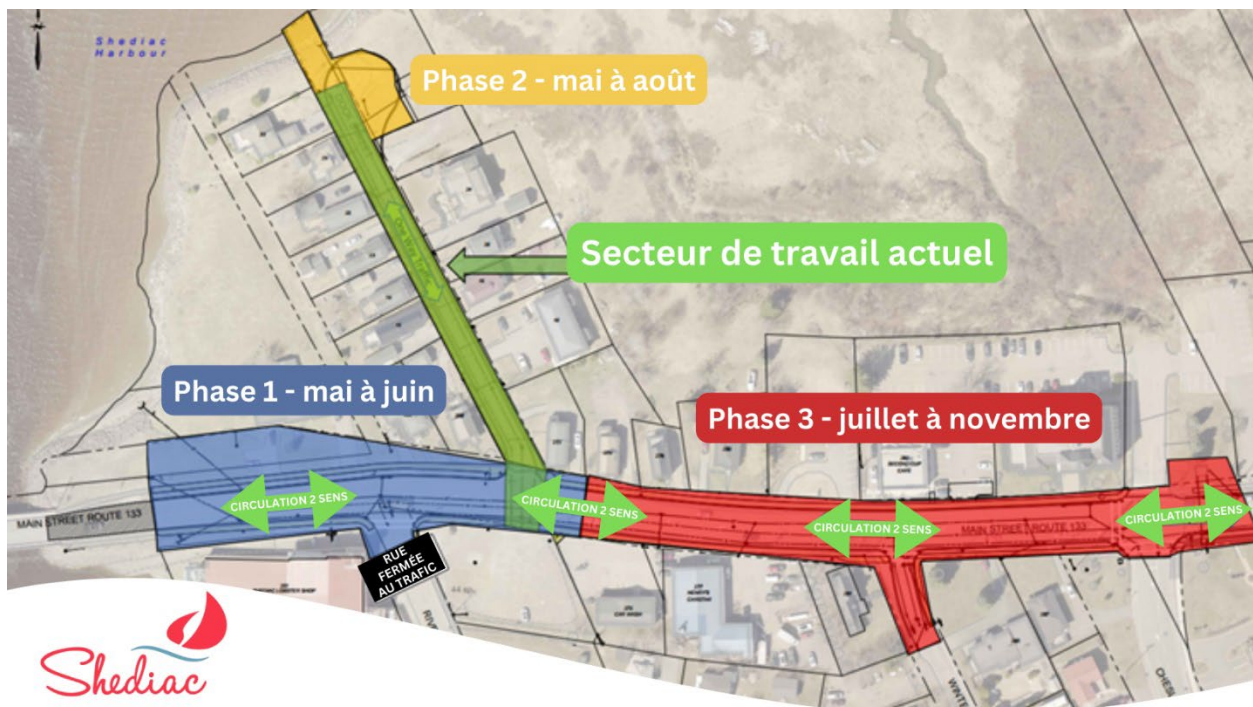 Shediac
Harbour
Phase 2 - mai à août
Secteur de travail actuel
Phase 1 - mai à juin
Phase 3 - juillet à novembre
CIRCULATION 2 SENS
CIRCULATION 2 SENS
CIRCULATION 2 SENS
CIRCULATION 2 SENS
MAIN STREET ROUTE 133
MAIN STREET ROUTE 133
RUE
FERMÉE
AU TRAFIC
CAR WASH
Shediac